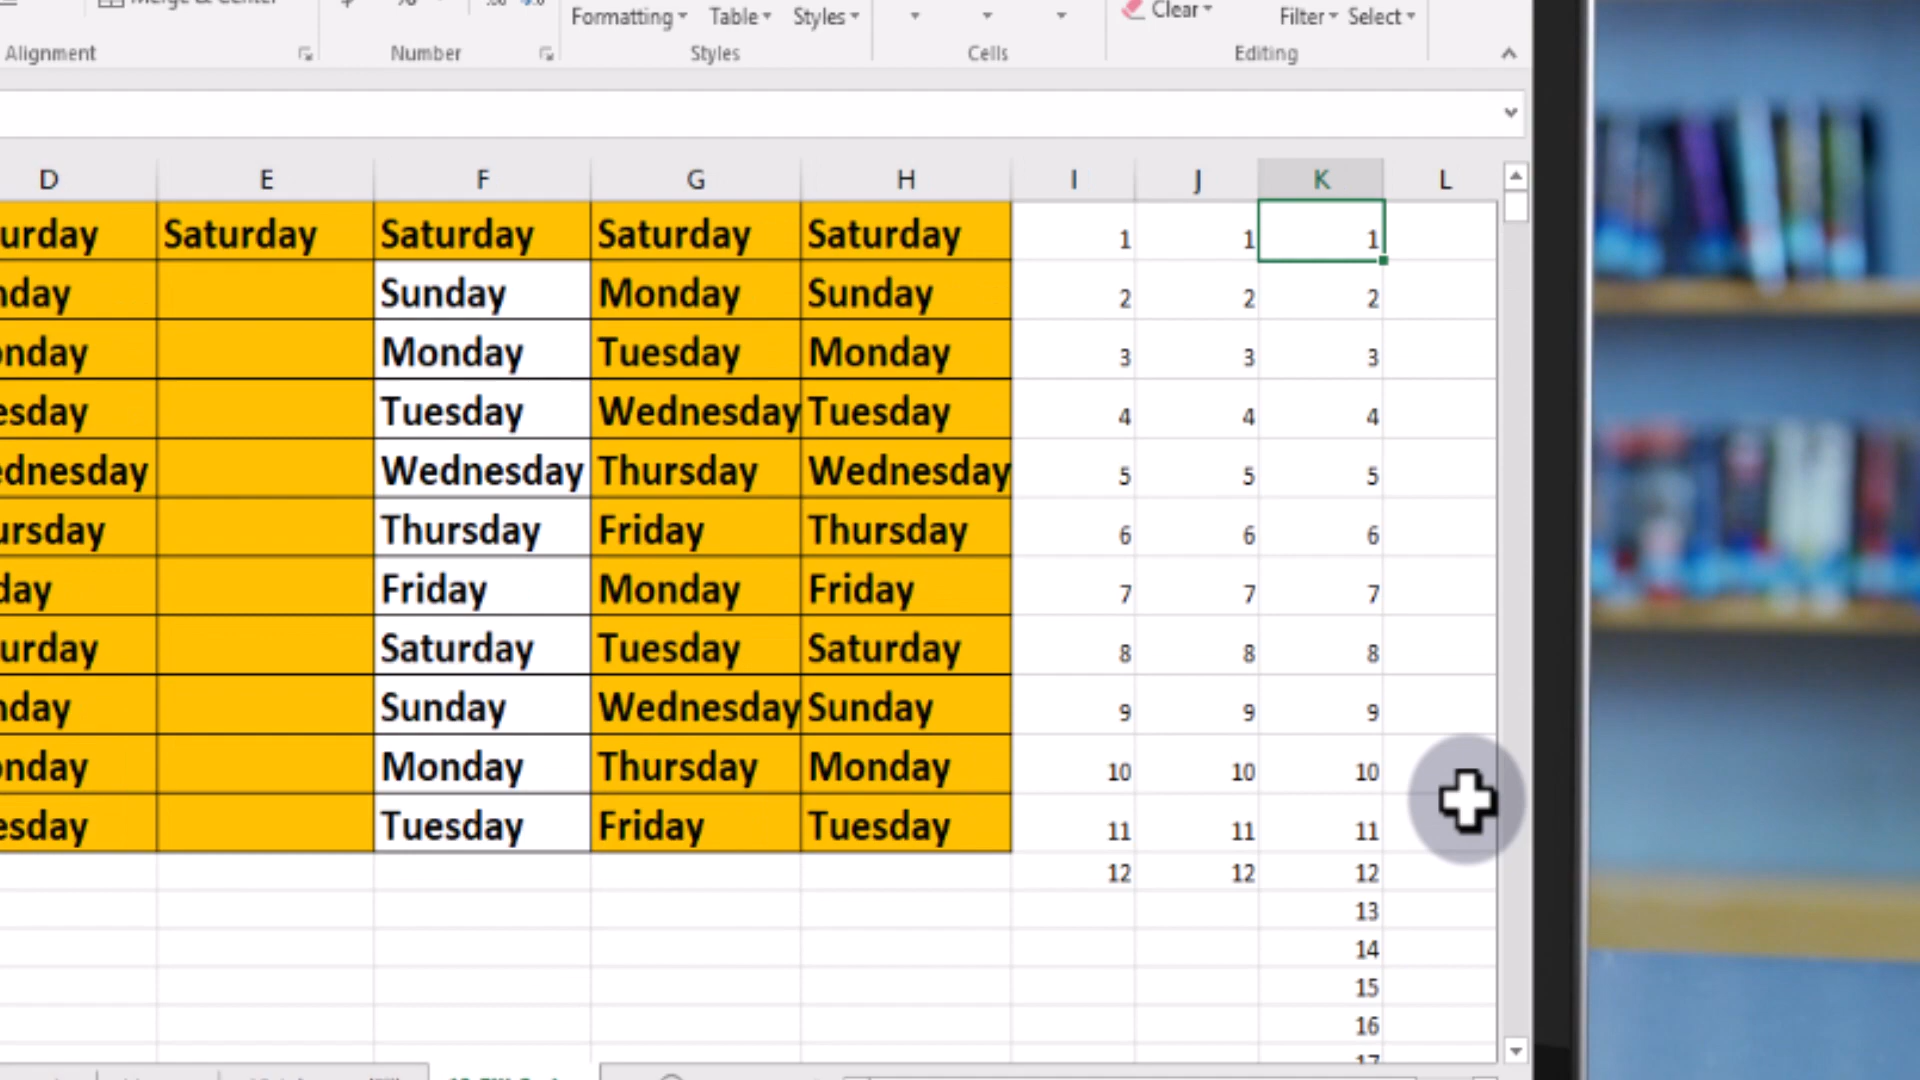 Merge & Center
Formatting Table Styles Clear Filter Select
Alignment Number Styles Cells Editing
D E F G H I J K L
urday Saturday Saturday Saturday Saturday 1 1 1
nday Sunday Monday Sunday 2 2 2
onday Monday Tuesday Monday 3 3 3
esday Tuesday Wednesday Tuesday 4 4 4
ednesday Wednesday Thursday Wednesday 5 5 5
ursday Thursday Friday Thursday 6 6 6
day Friday Monday Friday 7 7 7
urday Saturday Tuesday Saturday 8 8 8
nday Sunday Wednesday Sunday 9 9 9
onday Monday Thursday Monday 10 10 10
esday Tuesday Friday Tuesday 11 11 11
12 12 12
13
14
15
16
17